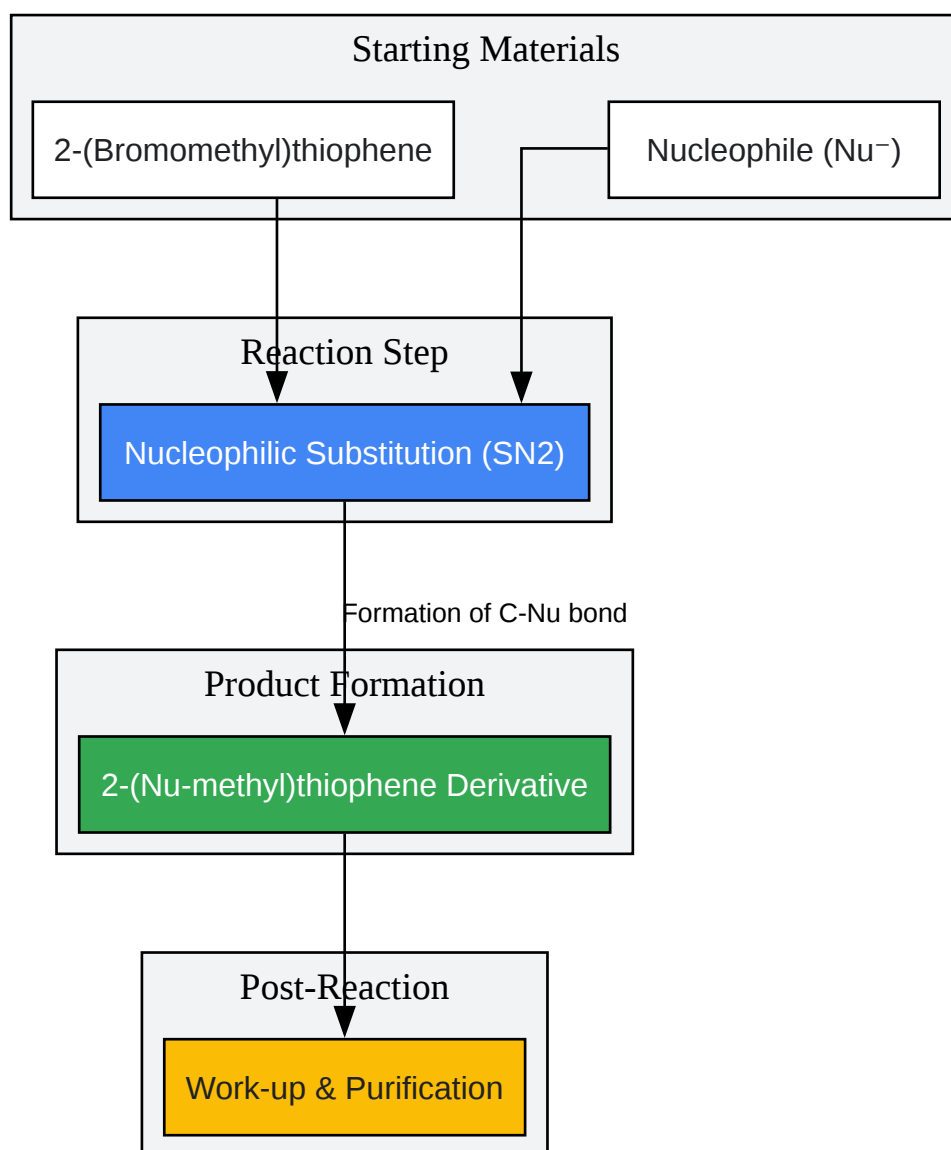 Starting Materials
2-(Bromomethyl)thiophene
Nucleophile (Nu⁻)
Reaction Step
Nucleophilic Substitution (SN2)
Formation of C-Nu bond
Product Formation
2-(Nu-methyl)thiophene Derivative
Post-Reaction
Work-up & Purification